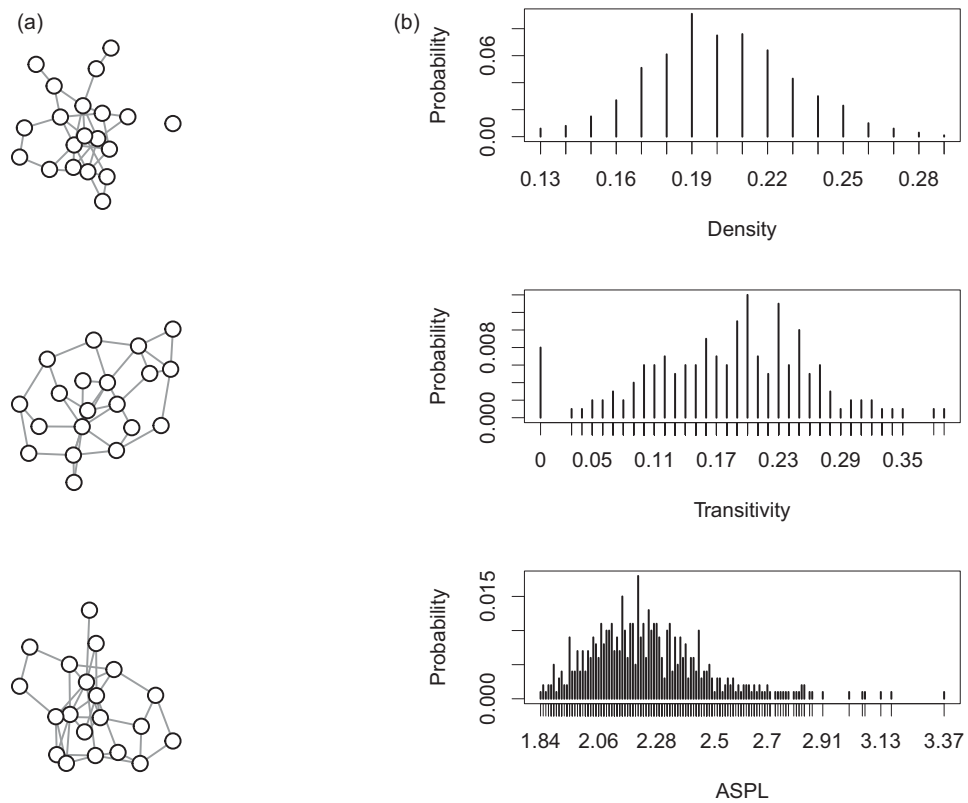 (a)
(b)
Probability
0.00 0.06
0.13 0.16 0.19 0.22 0.25 0.28
Density
Probability
0.000 0.008
0 0.05 0.11 0.17 0.23 0.29 0.35
Transitivity
Probability
0.000 0.015
1.84 2.06 2.28 2.5 2.7 2.91 3.13 3.37
ASPL